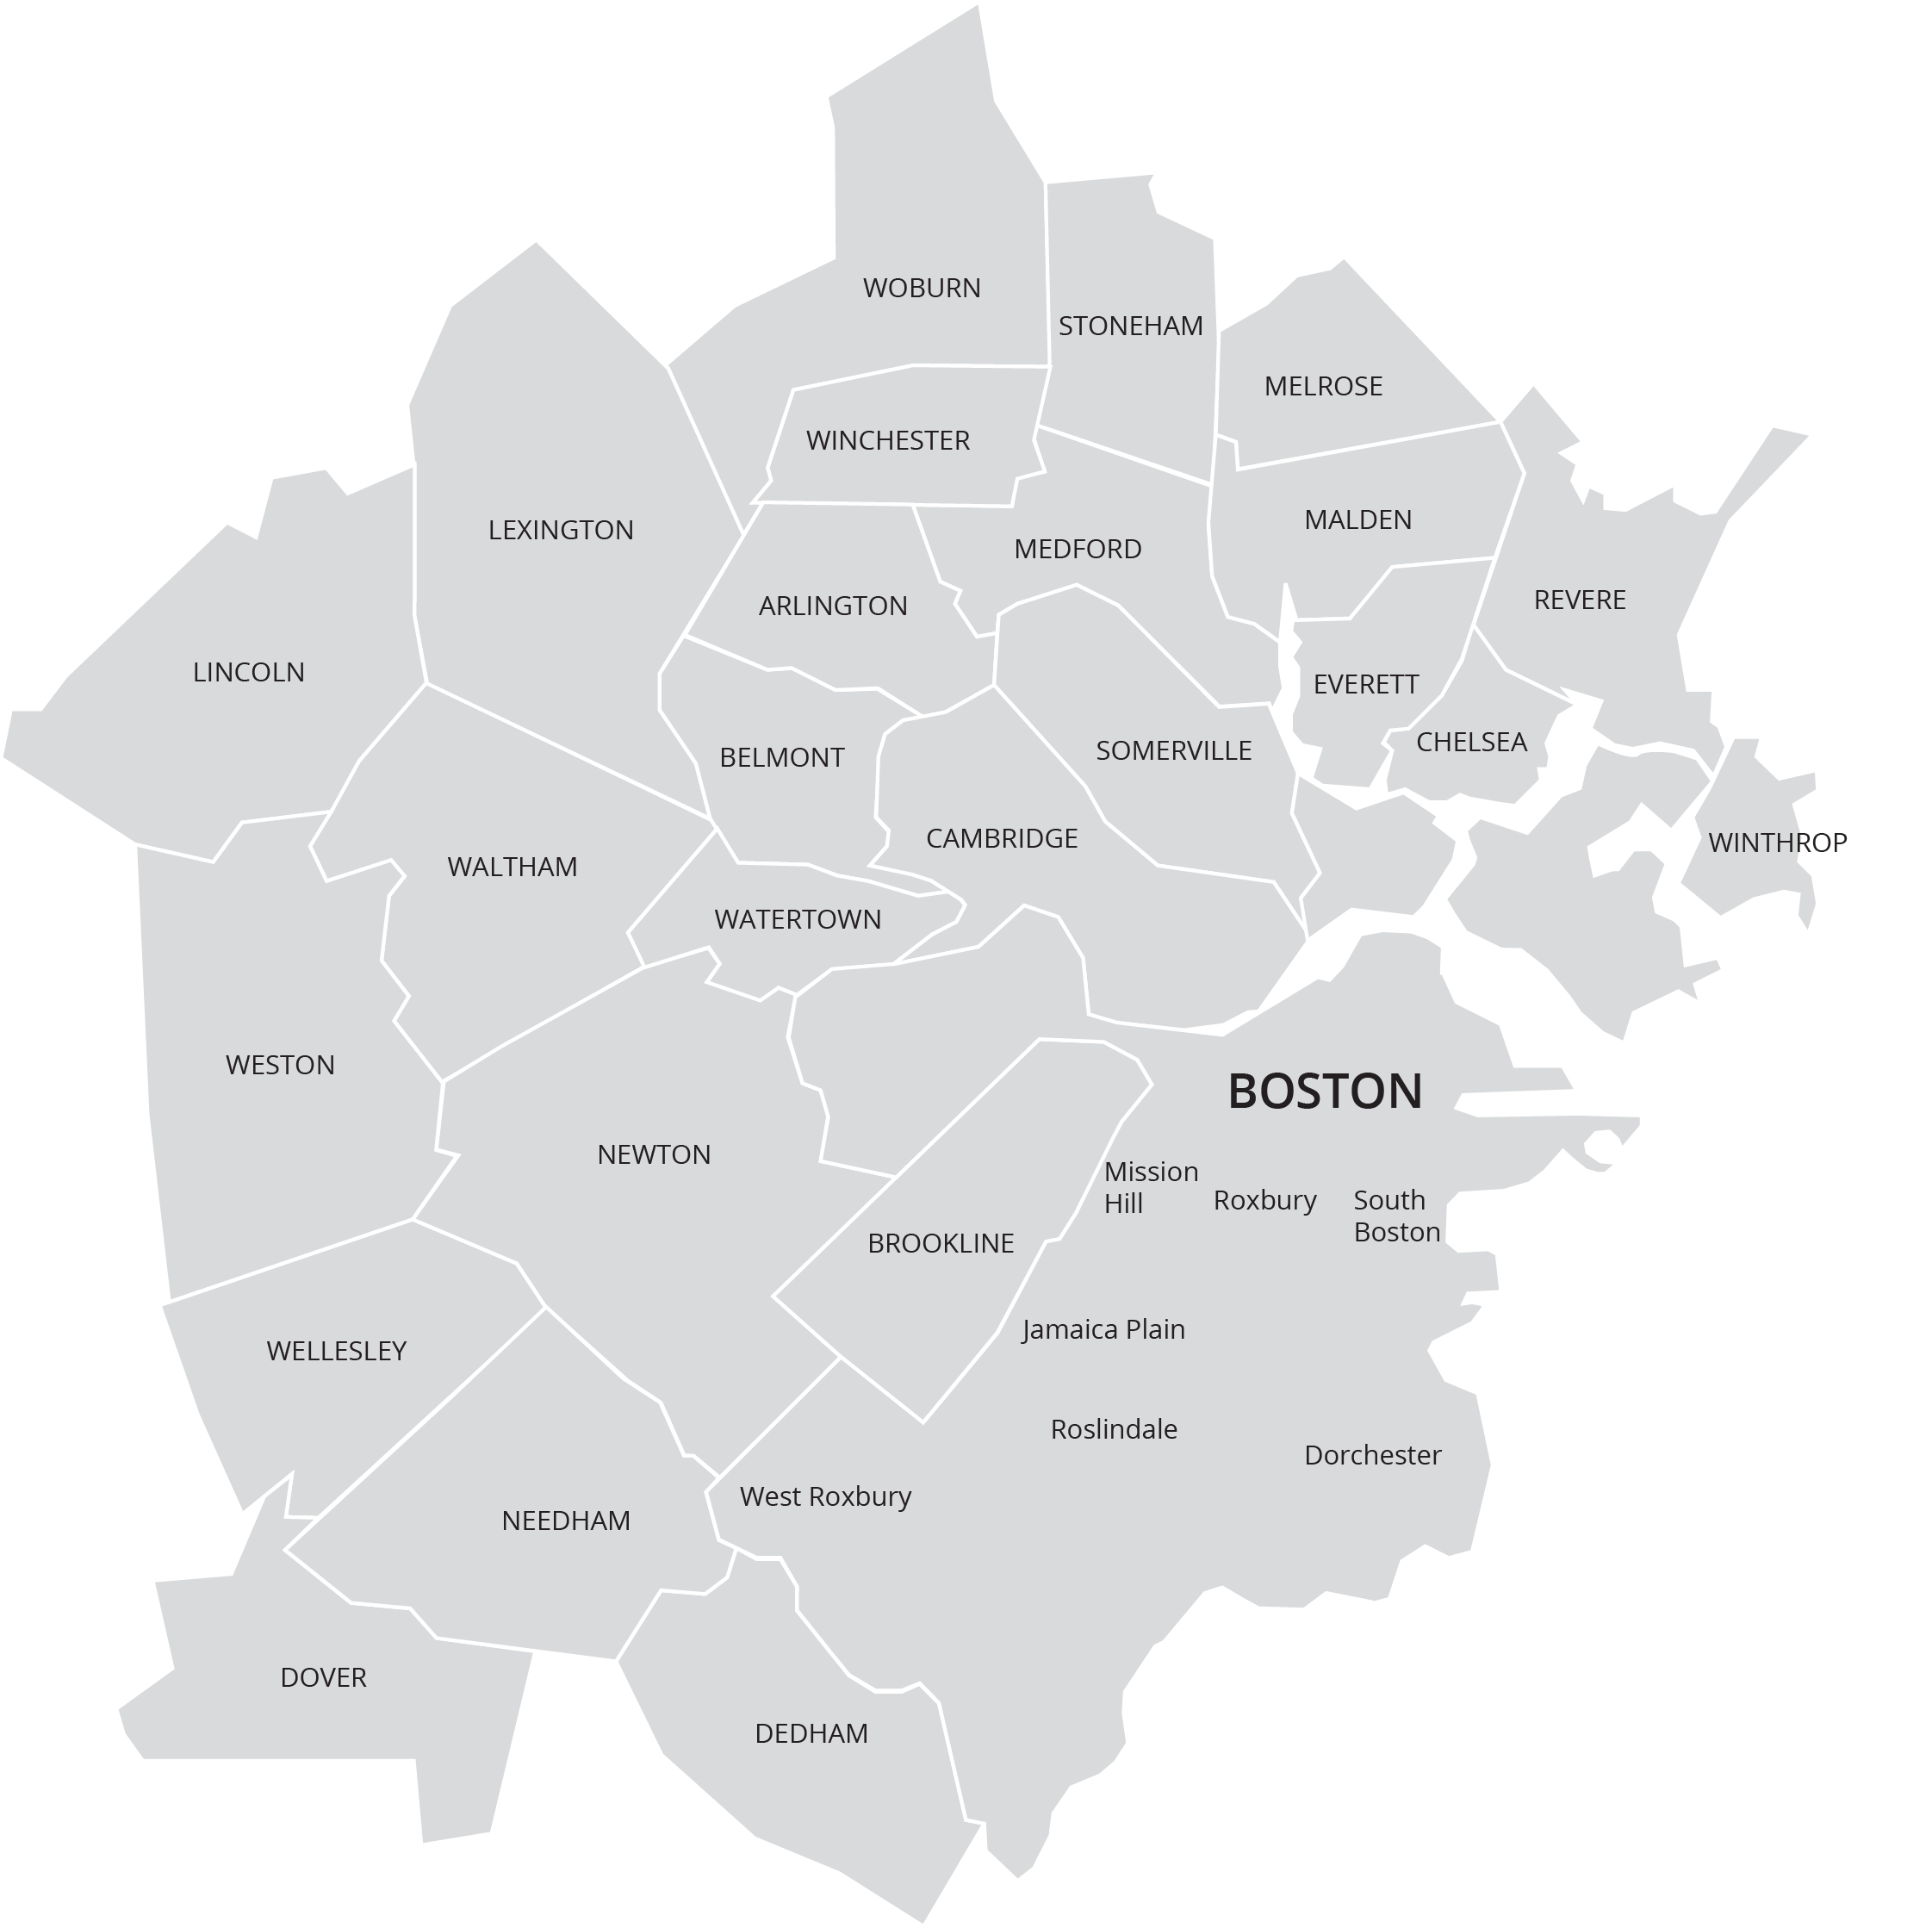 WOBURN
STONEHAM
MELROSE
WINCHESTER
MALDEN
LEXINGTON
MEDFORD
REVERE
ARLINGTON
LINCOLN
EVERETT
CHELSEA
SOMERVILLE
BELMONT
CAMBRIDGE
WINTHROP
WALTHAM
WATERTOWN
WESTON
BOSTON
NEWTON
Mission
Hill
Roxbury
South
Boston
BROOKLINE
Jamaica Plain
WELLESLEY
Roslindale
Dorchester
West Roxbury
NEEDHAM
DOVER
DEDHAM